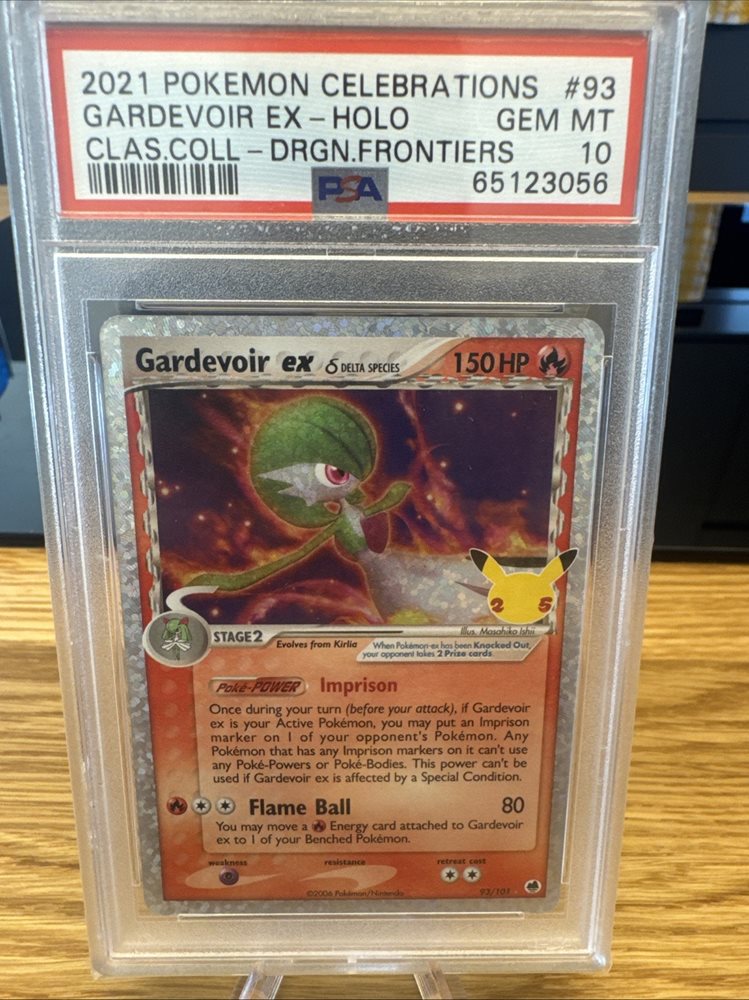 2021 POKEMON CELEBRATIONS #93
GARDEVOIR EX – HOLO GEM MT
CLAS.COLL – DRGN.FRONTIERS 10
PSA 65123056
Gardevoir ex δ DELTA SPECIES 150 HP
25
Illus. Masahiko Ishii
STAGE 2
Evolves from Kirlia
When Pokémon-ex has been Knocked Out,
your opponent takes 2 Prize cards.
Poké-POWER Imprison
Once during your turn (before your attack), if Gardevoir
ex is your Active Pokémon, you may put an Imprison
marker on 1 of your opponent's Pokémon. Any
Pokémon that has any Imprison markers on it can't use
any Poké-Powers or Poké-Bodies. This power can't be
used if Gardevoir ex is affected by a Special Condition.
Flame Ball 80
You may move a Energy card attached to Gardevoir
ex to 1 of your Benched Pokémon.
weakness resistance retreat cost
©2006 Pokémon/Nintendo 93/101